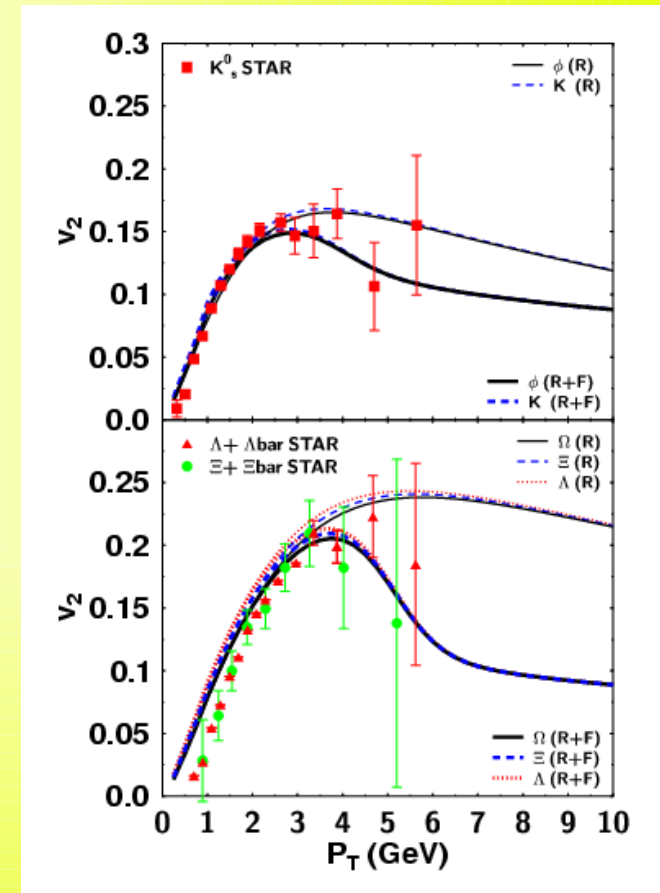 0.3
K⁰ₛ STAR
ϕ (R)
K (R)
0.25
0.2
v₂
0.15
0.1
0.05
0.0
ϕ (R+F)
K (R+F)
Λ+ Λbar STAR
Ξ+ Ξbar STAR
Ω (R)
Ξ (R)
Λ (R)
0.25
0.2
v₂
0.15
0.1
0.05
0.0
Ω (R+F)
Ξ (R+F)
Λ (R+F)
0 1 2 3 4 5 6 7 8 9 10
P_T (GeV)